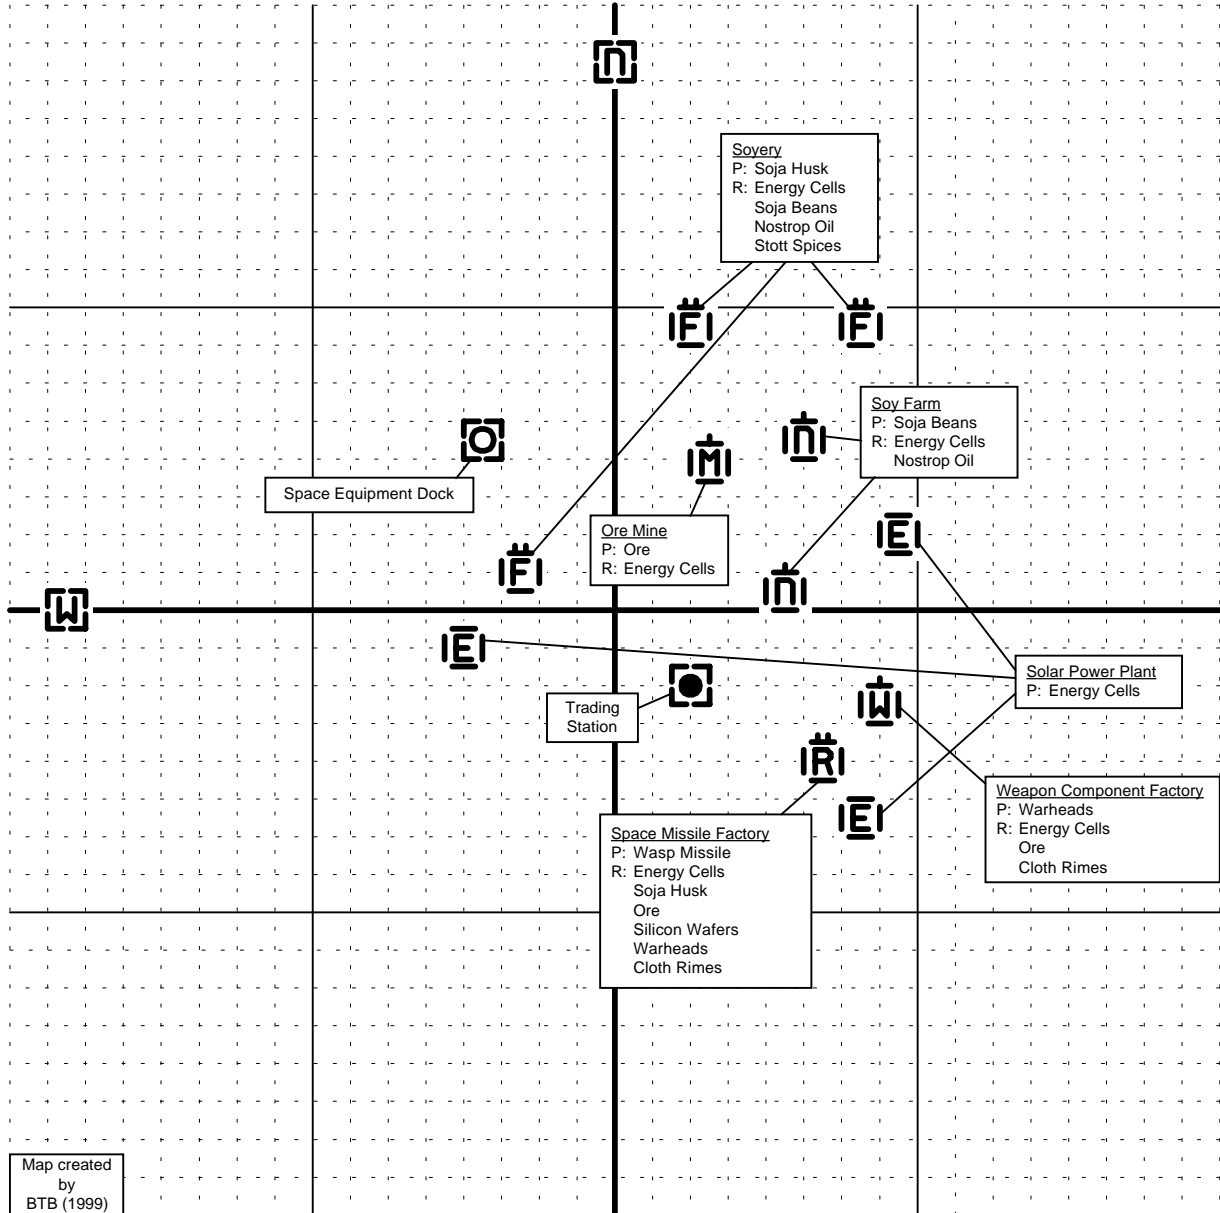 n
Soyery
P: Soja Husk
R: Energy Cells
Soja Beans
Nostrop Oil
Stott Spices
F
F
Soy Farm
P: Soja Beans
R: Energy Cells
Nostrop Oil
n
O
M
Space Equipment Dock
Ore Mine
P: Ore
R: Energy Cells
E
F
n
W
E
Solar Power Plant
P: Energy Cells
Trading
Station
W
R
E
Weapon Component Factory
P: Warheads
R: Energy Cells
Ore
Cloth Rimes
Space Missile Factory
P: Wasp Missile
R: Energy Cells
Soja Husk
Ore
Silicon Wafers
Warheads
Cloth Rimes
Map created
by
BTB (1999)